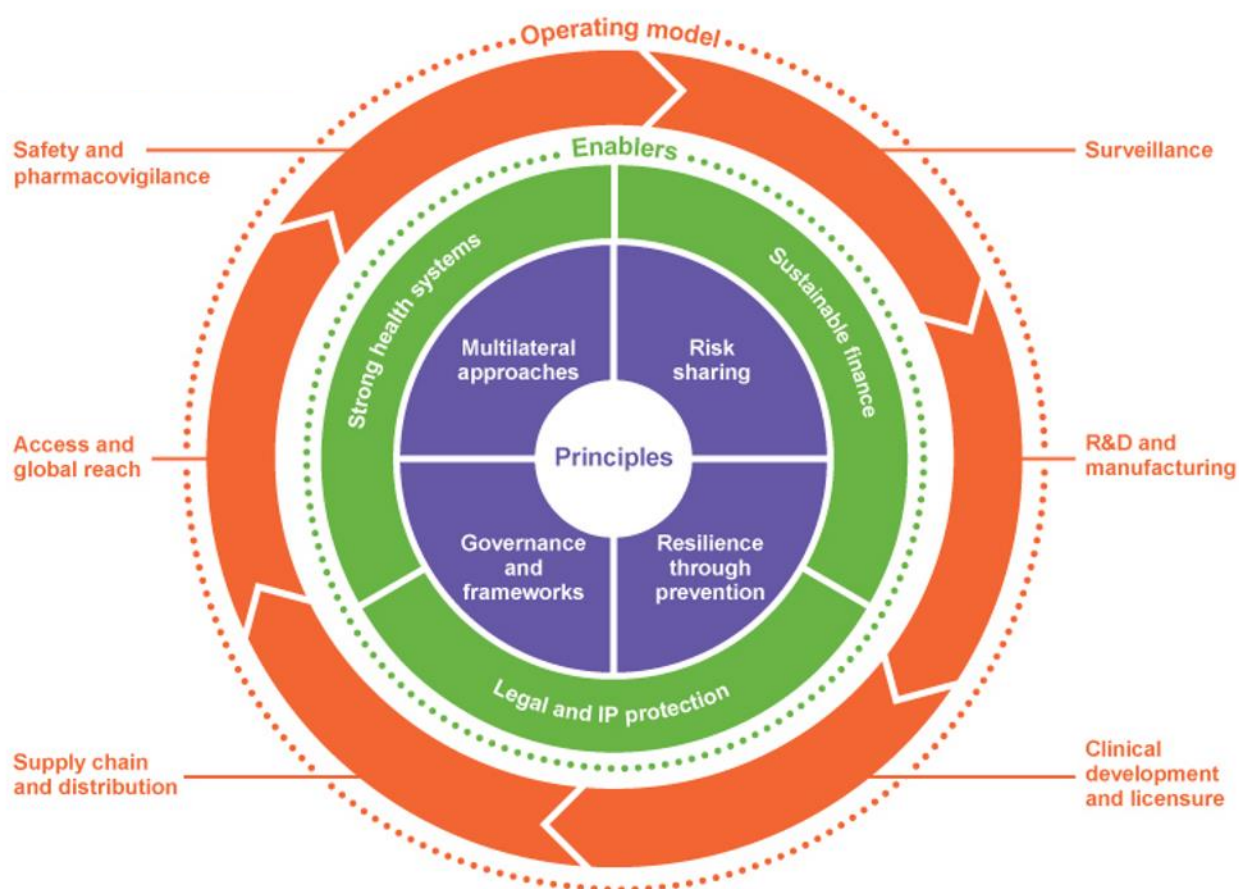 Operating model
Safety and
pharmacovigilance
Surveillance
Enablers
Strong health systems
Sustainable finance
Multilateral
approaches
Risk
sharing
Access and
global reach
Principles
R&D and
manufacturing
Governance
and
frameworks
Resilience
through
prevention
Legal and IP protection
Supply chain
and distribution
Clinical
development
and licensure